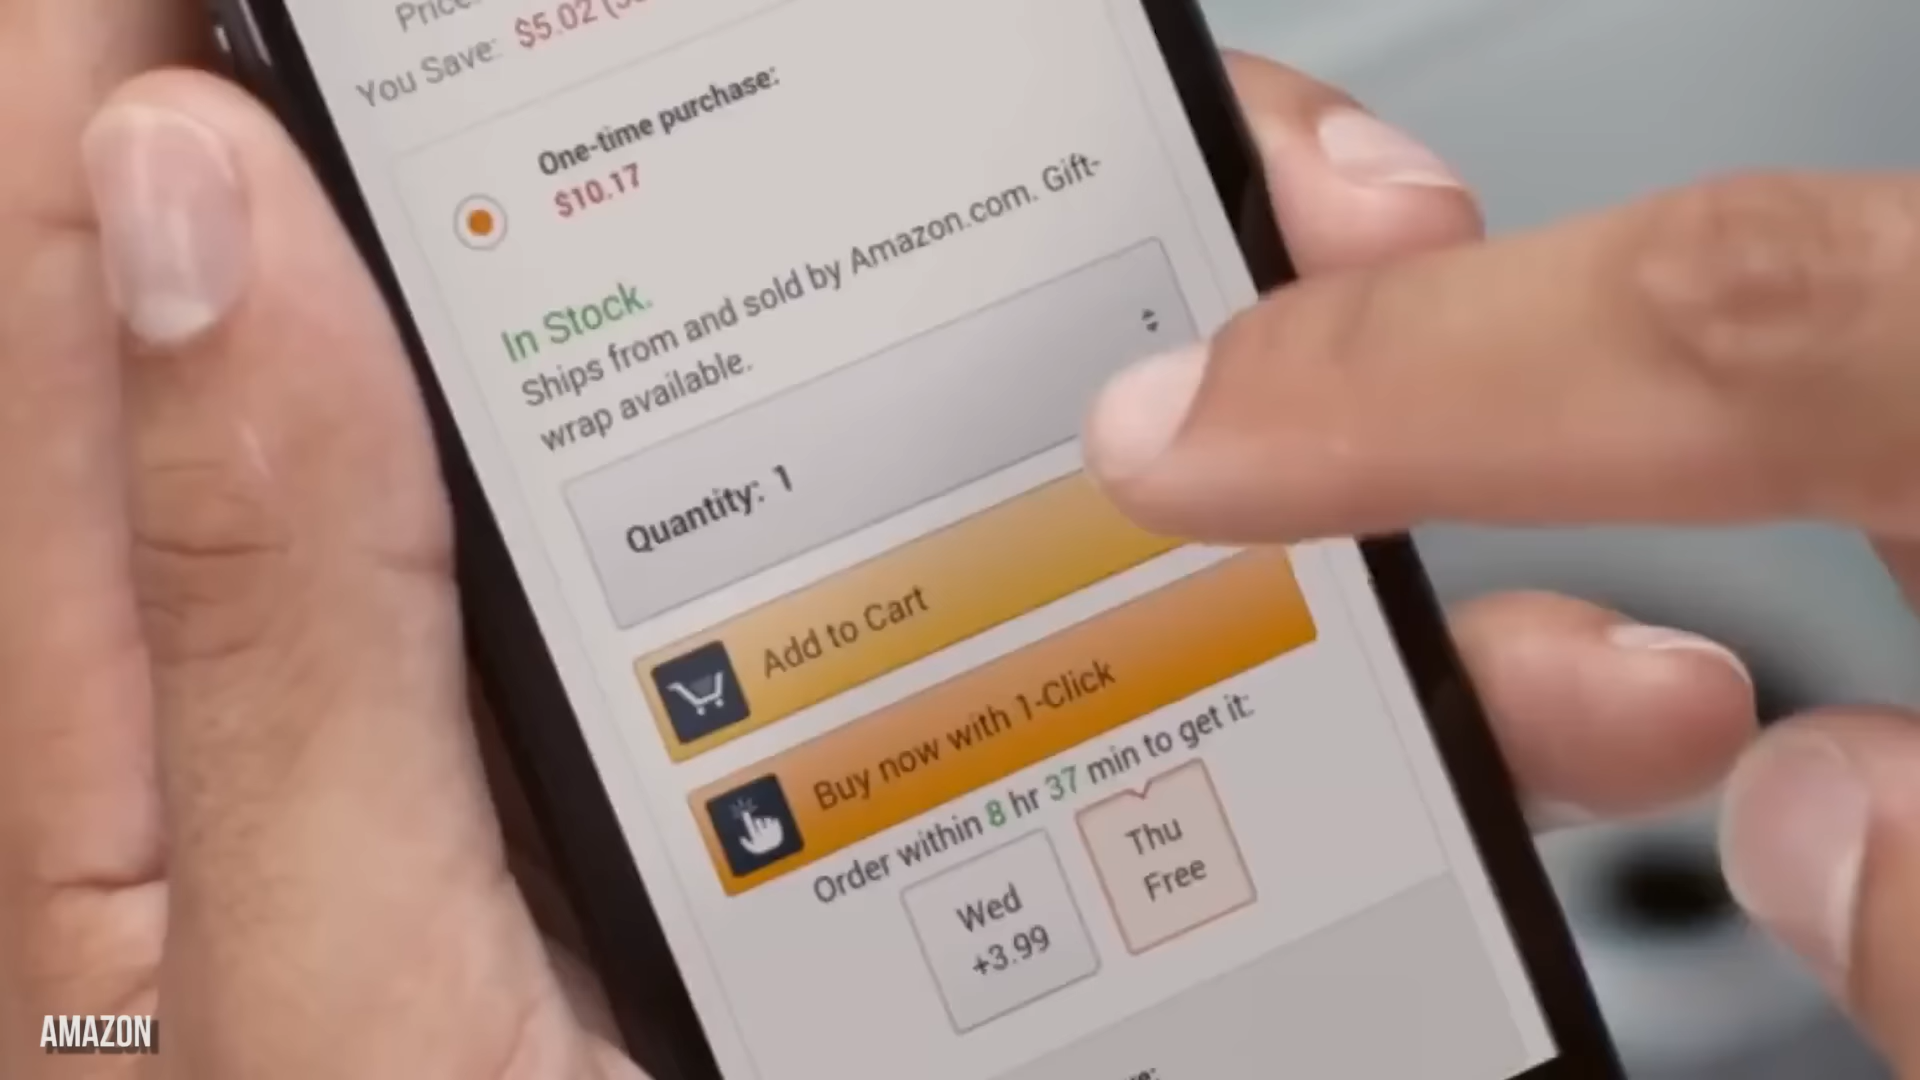 Price:
You Save: $5.02
One-time purchase:
$10.17
In Stock.
Ships from and sold by Amazon.com. Gift-
wrap available.
Quantity: 1
Add to Cart
Buy now with 1-Click
Order within 8 hr 37 min to get it:
Wed
+3.99
Thu
Free
AMAZON